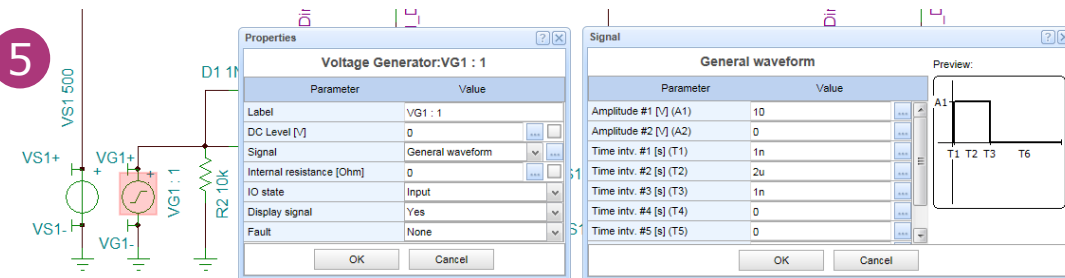 5
VS1 500
VS1+
VS1-
VG1+
+
+
VG1 : 1
VG1-
R2 10k
D1 1N
Properties
?
Voltage Generator:VG1 : 1
Parameter Value
Label VG1 : 1
DC Level [V] 0 ...
Signal General waveform ...
Internal resistance [Ohm] 0 ...
IO state Input
Display signal Yes
Fault None
OK Cancel
Signal
?
General waveform
Parameter Value
Amplitude #1 [V] (A1) 10 ...
Amplitude #2 [V] (A2) 0 ...
Time intv. #1 [s] (T1) 1n ...
Time intv. #2 [s] (T2) 2u ...
Time intv. #3 [s] (T3) 1n ...
Time intv. #4 [s] (T4) 0 ...
Time intv. #5 [s] (T5) 0 ...
OK Cancel
Preview:
A1
T1 T2 T3 T6